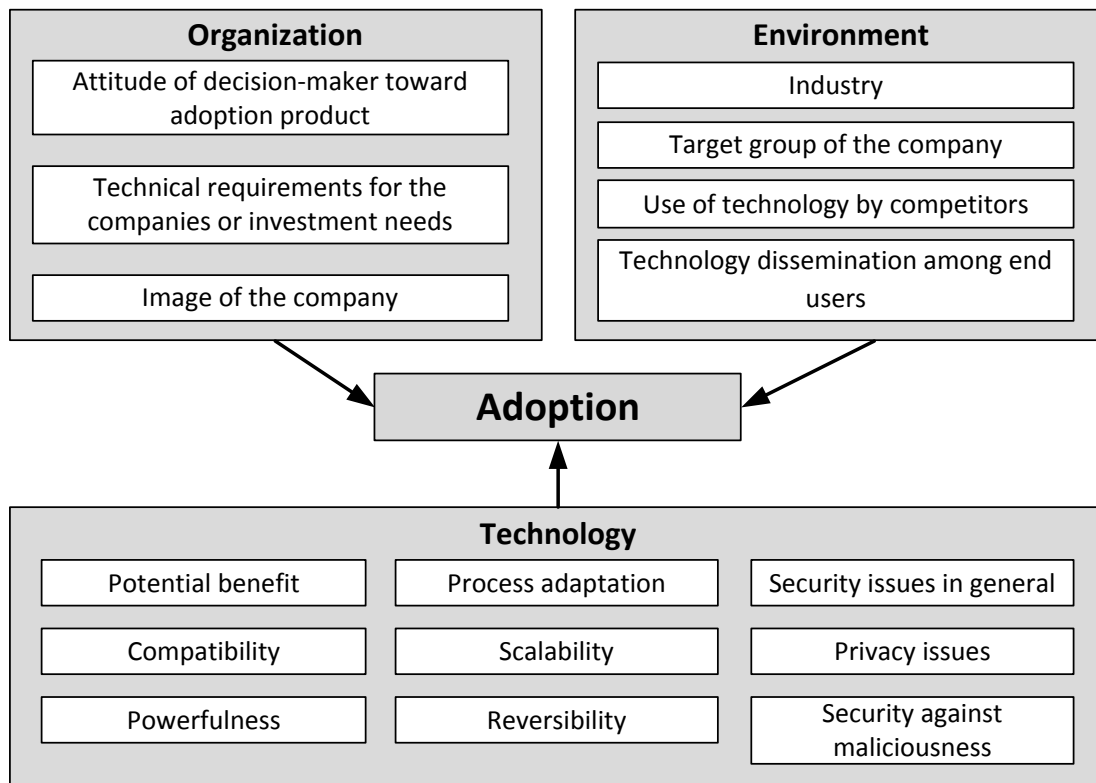 Organization
Attitude of decision-maker toward
adoption product
Technical requirements for the
companies or investment needs
Image of the company
Environment
Industry
Target group of the company
Use of technology by competitors
Technology dissemination among end
users
Adoption
Technology
Potential benefit
Process adaptation
Security issues in general
Compatibility
Scalability
Privacy issues
Powerfulness
Reversibility
Security against
maliciousness